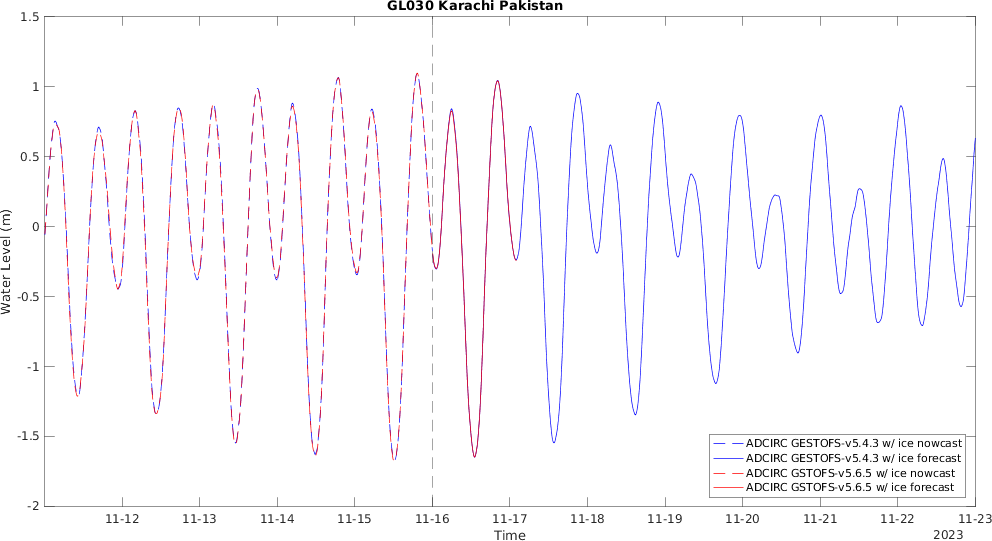 GL030 Karachi Pakistan
1.5
1
0.5
0
-0.5
-1
-1.5
-2
Water Level (m)
ADCIRC GESTOFS-v5.4.3 w/ ice nowcast
ADCIRC GESTOFS-v5.4.3 w/ ice forecast
ADCIRC GSTOFS-v5.6.5 w/ ice nowcast
ADCIRC GSTOFS-v5.6.5 w/ ice forecast
11-12 11-13 11-14 11-15 11-16 11-17 11-18 11-19 11-20 11-21 11-22 11-23
Time
2023